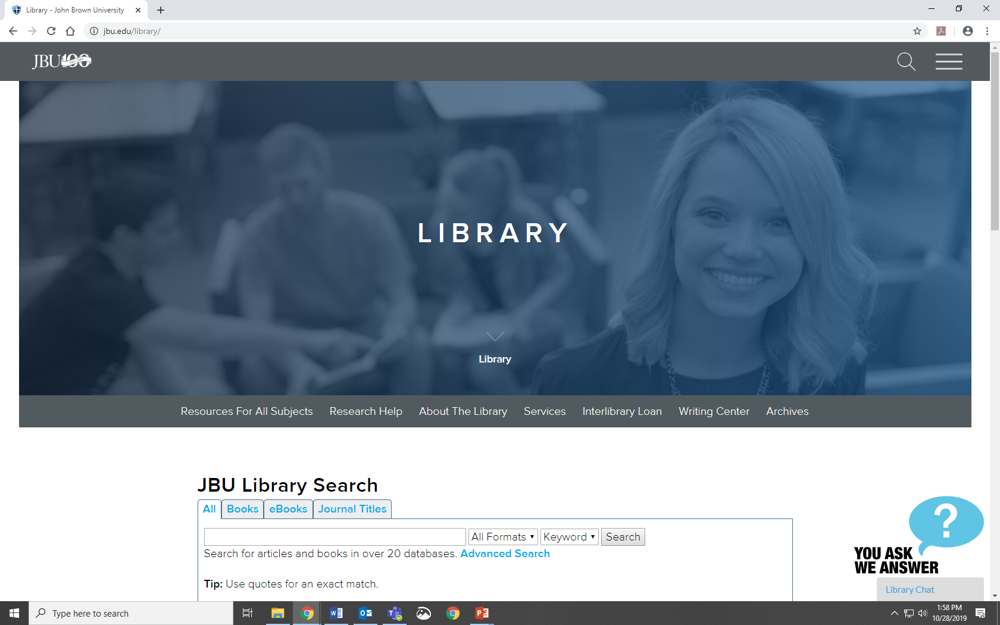 Library - John Brown University
jbu.edu/library/
JBU100
LIBRARY
Library
Resources For All Subjects Research Help About The Library Services Interlibrary Loan Writing Center Archives
JBU Library Search
All Books eBooks Journal Titles
All Formats Keyword Search
Search for articles and books in over 20 databases. Advanced Search
Tip: Use quotes for an exact match.
?
YOU ASK
WE ANSWER
Library Chat
Type here to search
1:58 PM
10/28/2019